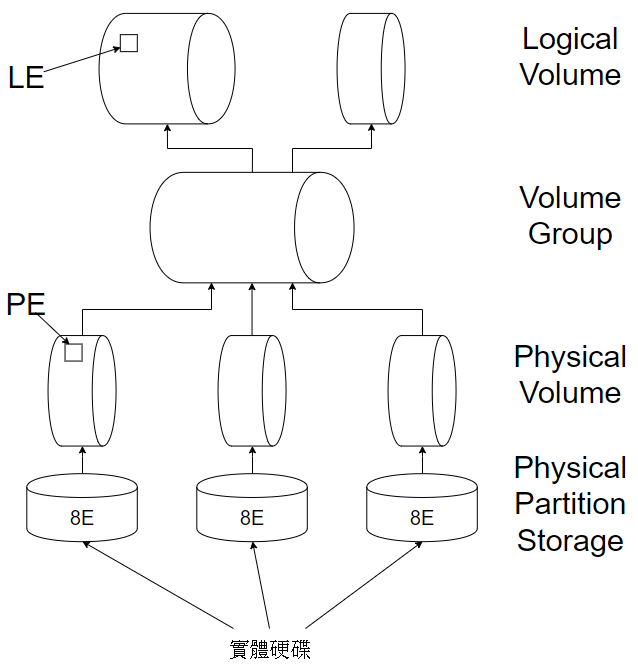 Logical
Volume
LE
Volume
Group
PE
Physical
Volume
Physical
Partition
Storage
8E
8E
8E
實體硬碟